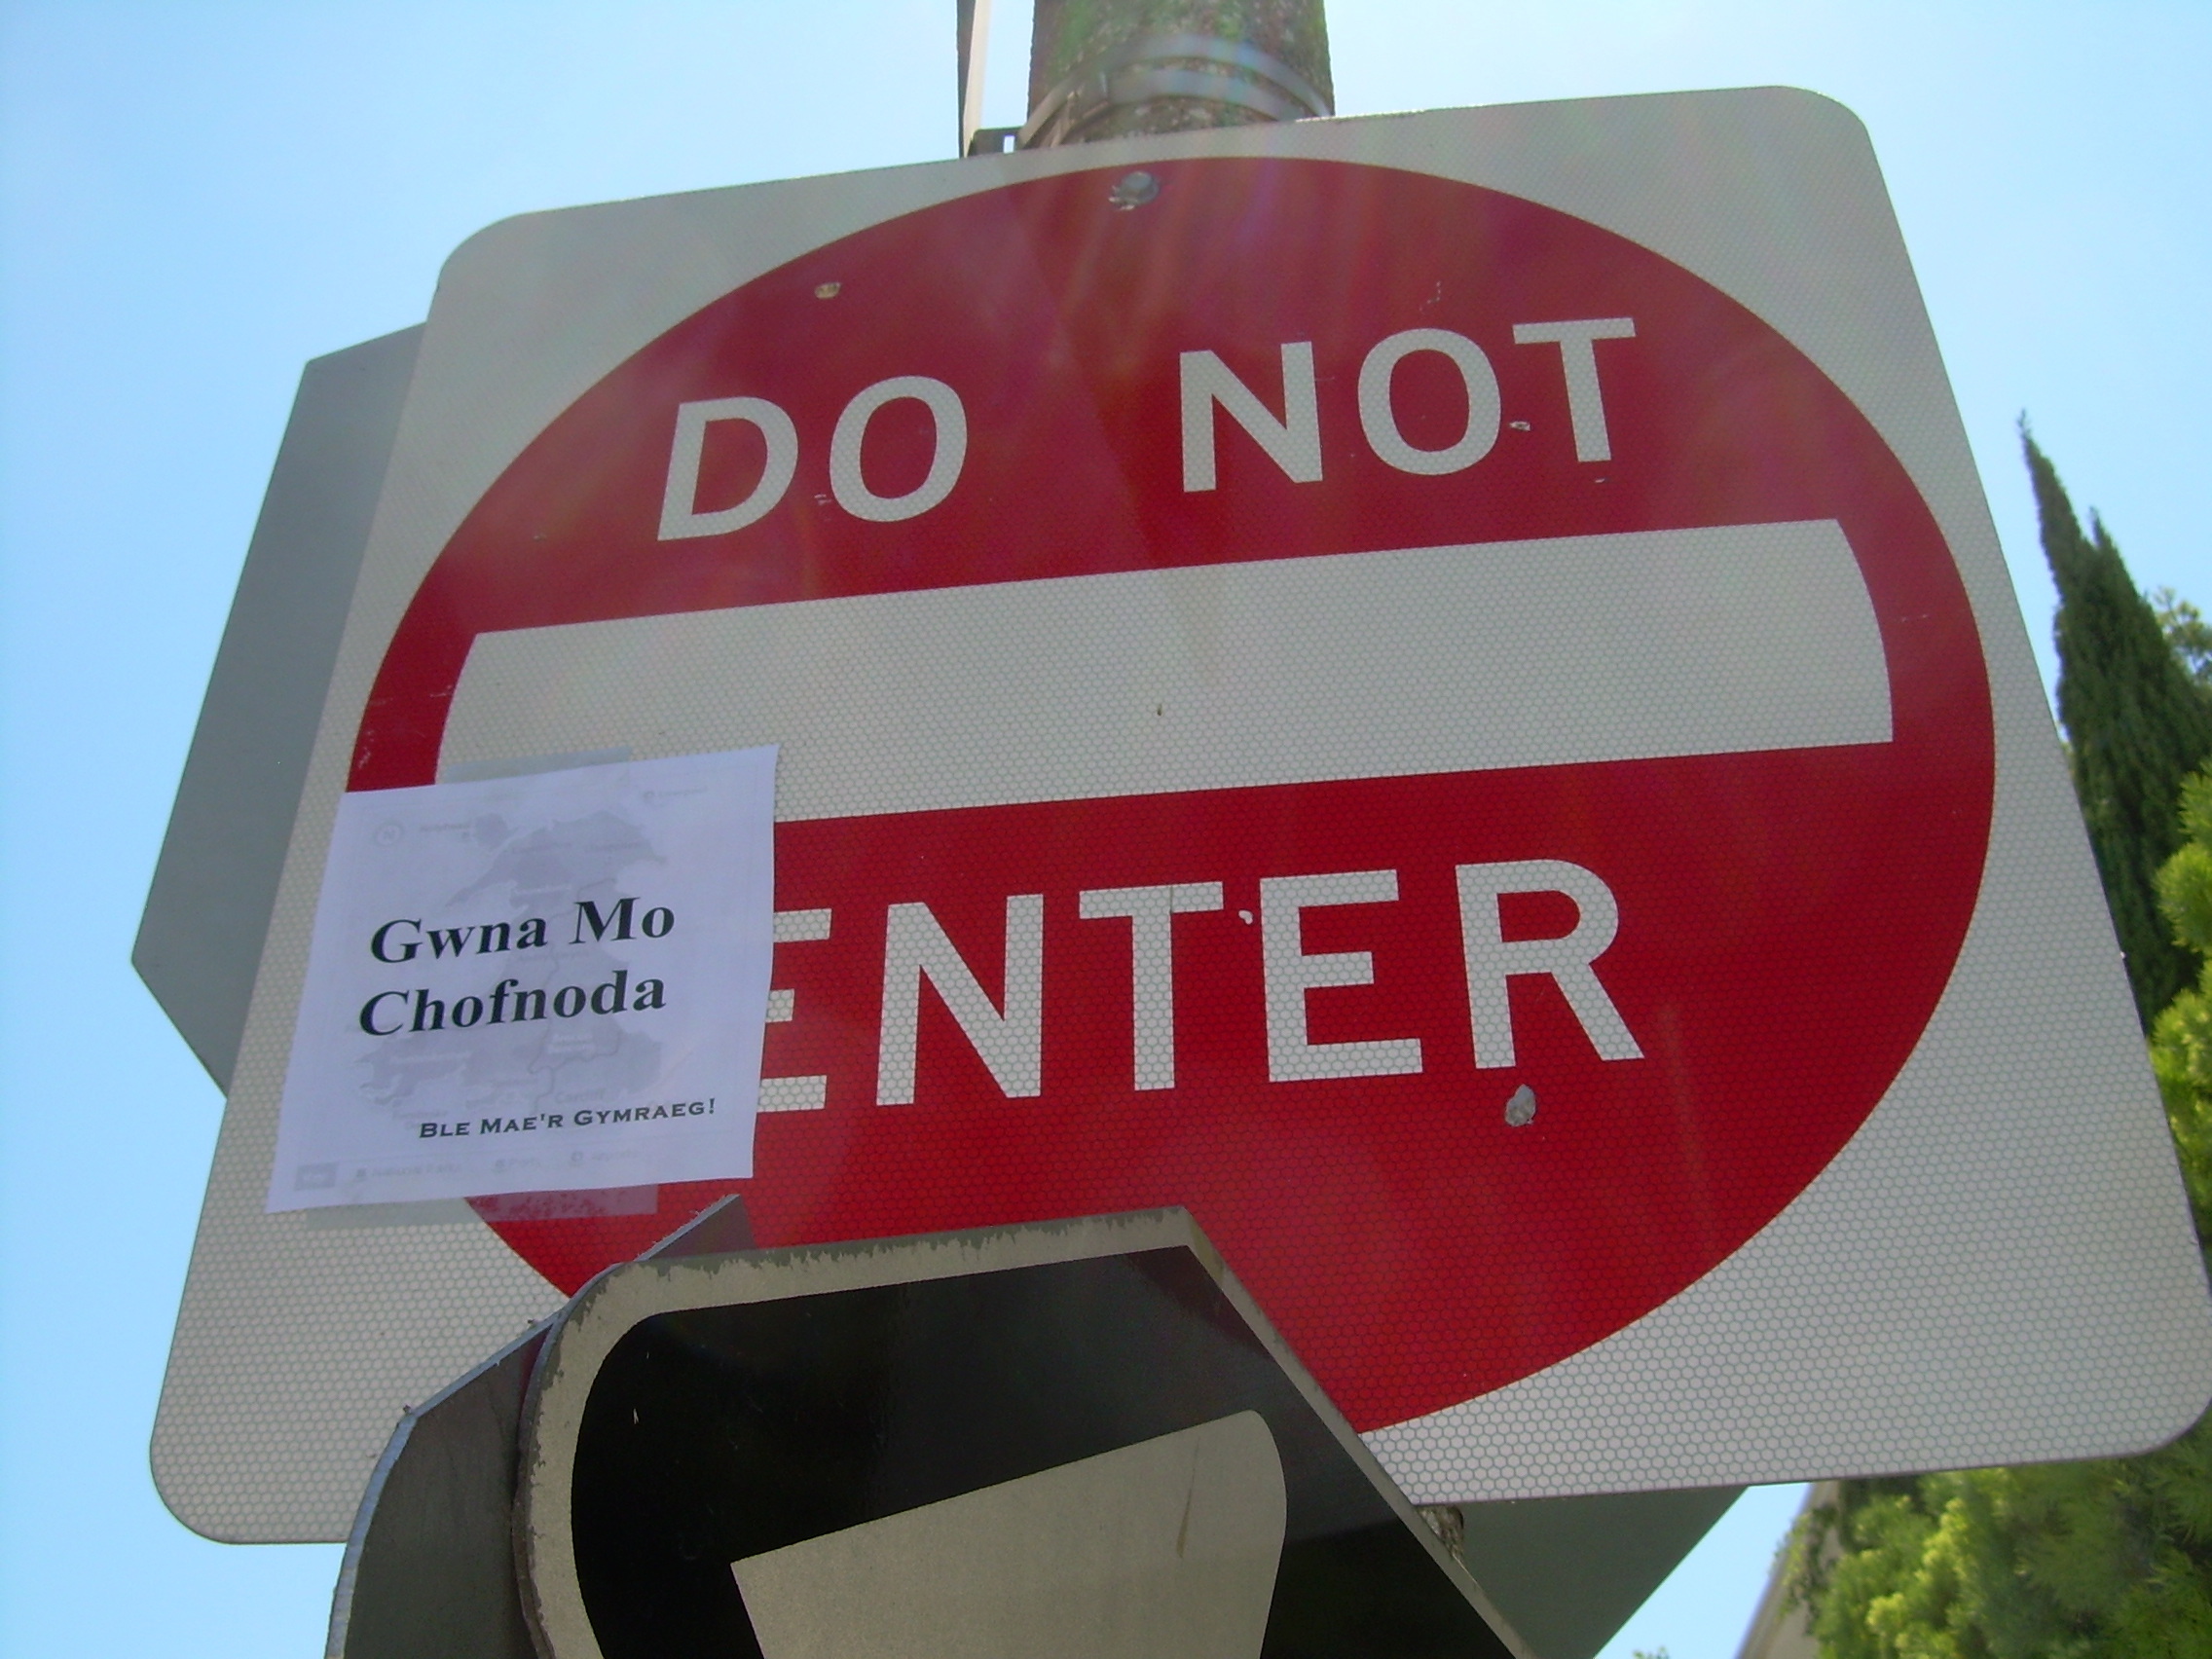 DO NOT
ENTER
Gwna Mo
Chofnoda
BLE MAE'R GYMRAEG!